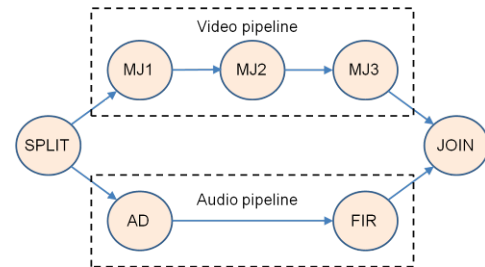 Video pipeline
MJ1
MJ2
MJ3
SPLIT
JOIN
Audio pipeline
AD
FIR